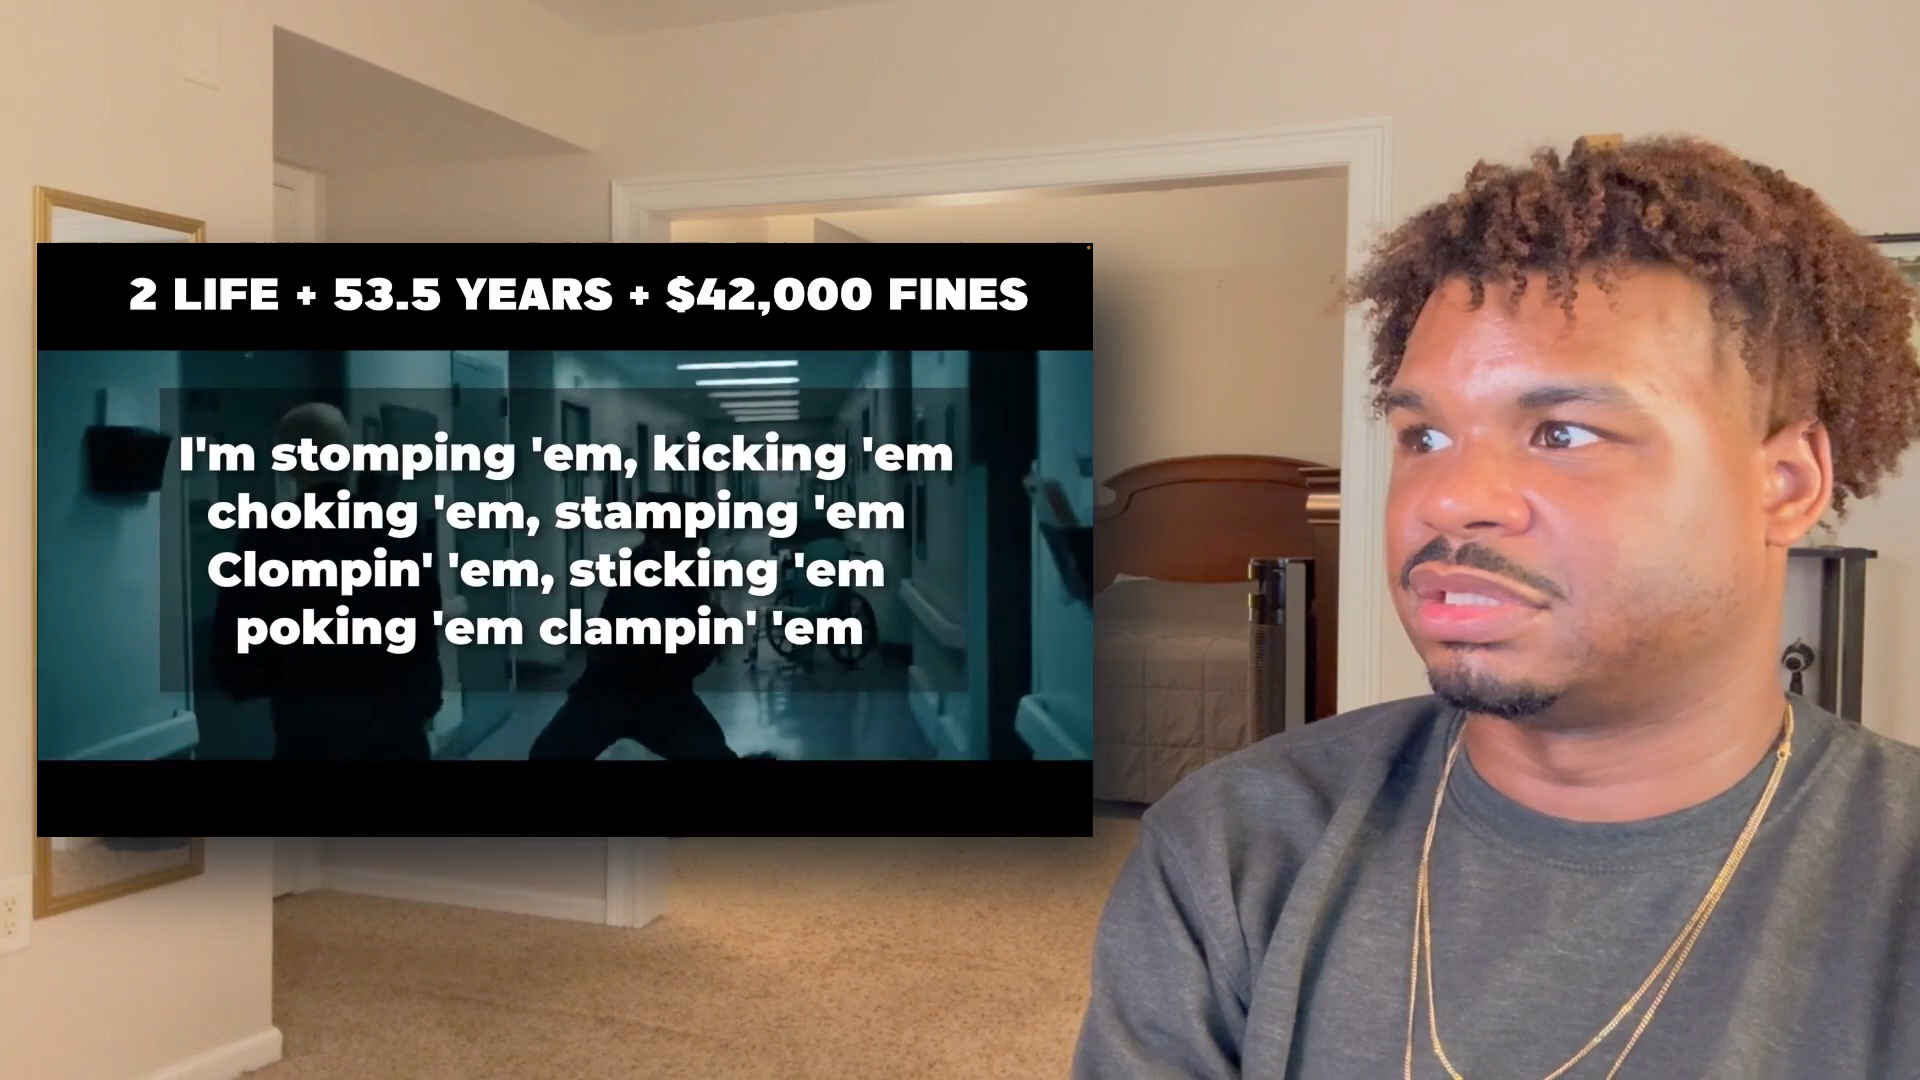 2 LIFE + 53.5 YEARS + $42,000 FINES
I'm stomping 'em, kicking 'em
choking 'em, stamping 'em
Clompin' 'em, sticking 'em
poking 'em clampin' 'em